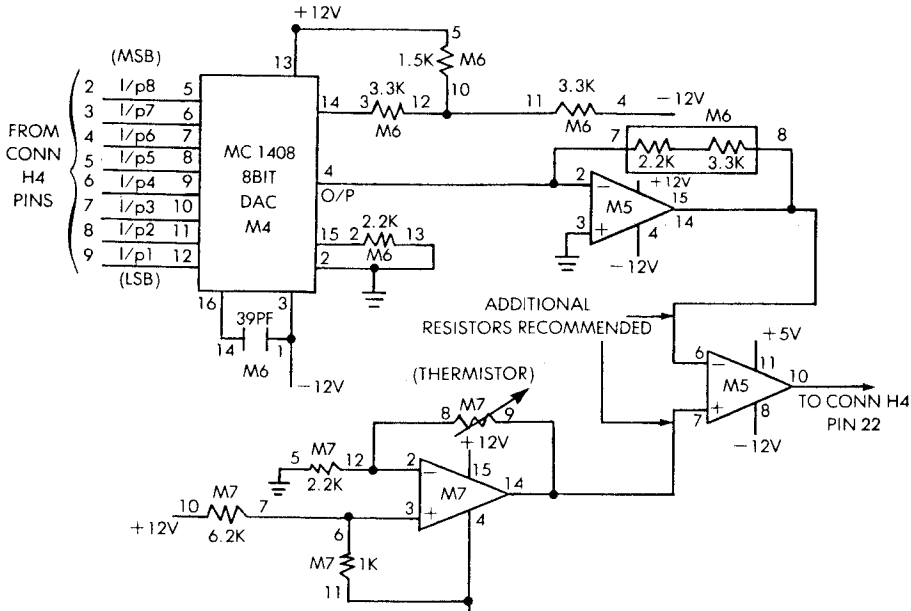 +12V
(MSB)
13
5
1.5K
M6
10
2 I/p8 5
3 I/p7 6
4 I/p6 7
5 I/p5 8
6 I/p4 9
7 I/p3 10
8 I/p2 11
9 I/p1 12
(LSB)
FROM
CONN
H4
PINS
MC 1408
8BIT
DAC
M4
14
3
3.3K
12
M6
11
3.3K
4
M6
-12V
M6
7
8
2.2K
3.3K
4
O/P
2
3
−
+
M5
+12V
15
14
4
-12V
15
2
2.2K
13
M6
2
16
3
39PF
14
1
M6
-12V
ADDITIONAL
RESISTORS RECOMMENDED
6
7
−
+
M5
+5V
11
10
8
-12V
TO CONN H4
PIN 22
(THERMISTOR)
8
M7
9
+12V
5
M7
12
2.2K
2
3
−
+
M7
15
14
4
10
M7
7
+12V
6.2K
6
M7
1K
11